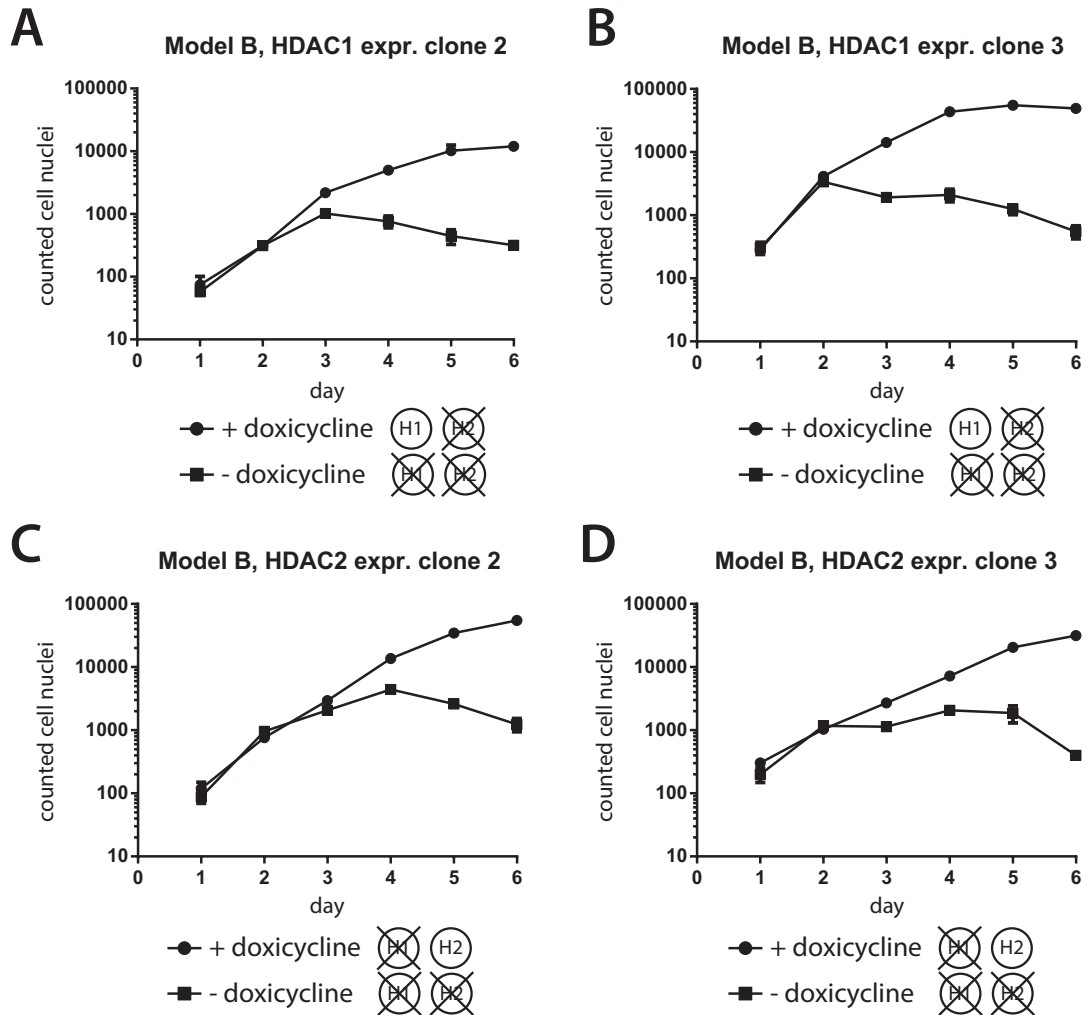 A
Model B, HDAC1 expr. clone 2
counted cell nuclei
100000
10000
1000
100
10
0 1 2 3 4 5 6
day
+ doxicycline H1 H2
- doxicycline H1 H2
B
Model B, HDAC1 expr. clone 3
counted cell nuclei
100000
10000
1000
100
10
0 1 2 3 4 5 6
day
+ doxicycline H1 H2
- doxicycline H1 H2
C
Model B, HDAC2 expr. clone 2
counted cell nuclei
100000
10000
1000
100
10
0 1 2 3 4 5 6
day
+ doxicycline H1 H2
- doxicycline H1 H2
D
Model B, HDAC2 expr. clone 3
counted cell nuclei
100000
10000
1000
100
10
0 1 2 3 4 5 6
day
+ doxicycline H1 H2
- doxicycline H1 H2